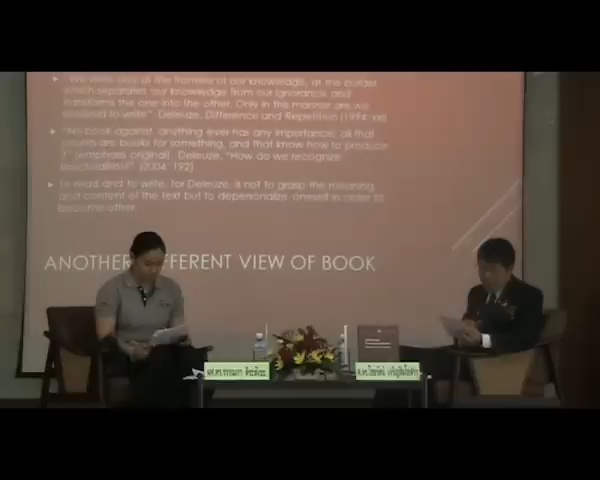 "We write only at the frontiers of our knowledge, at the border
which separates our knowledge from our ignorance and
transforms the one into the other. Only in this manner are we
resolved to write" Deleuze, Difference and Repetition (1994: xxi)
"No book against anything ever has any importance; all that
counts are books for something, and that know how to produce
it" (emphasis original) Deleuze, "How do we recognize
structuralism?" (2004: 192)
To read and to write, for Deleuze, is not to grasp the meaning
and content of the text but to depersonalize oneself in order to
become other.
ANOTHER DIFFERENT VIEW OF BOOK